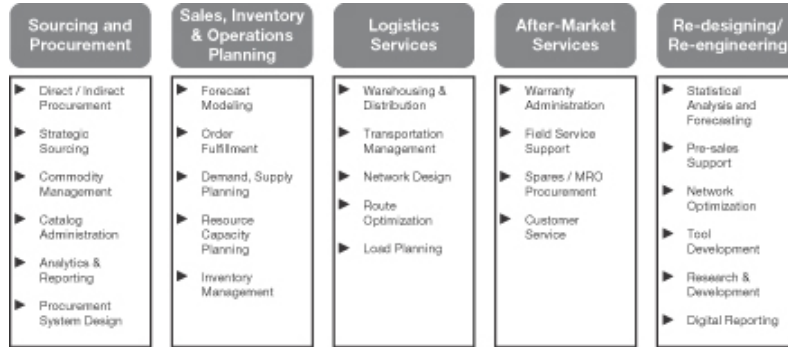 Sourcing and
Procurement
Direct / Indirect
Procurement
Strategic
Sourcing
Commodity
Management
Catalog
Administration
Analytics &
Reporting
Procurement
System Design
Sales, Inventory
& Operations
Planning
Forecast
Modeling
Order
Fulfillment
Demand, Supply
Planning
Resource
Capacity
Planning
Inventory
Management
Logistics
Services
Warehousing &
Distribution
Transportation
Management
Network Design
Route
Optimization
Load Planning
After-Market
Services
Warranty
Administration
Field Service
Support
Spares / MRO
Procurement
Customer
Service
Re-designing/
Re-engineering
Statistical
Analysis and
Forecasting
Pre-sales
Support
Network
Optimization
Tool
Development
Research &
Development
Digital Reporting